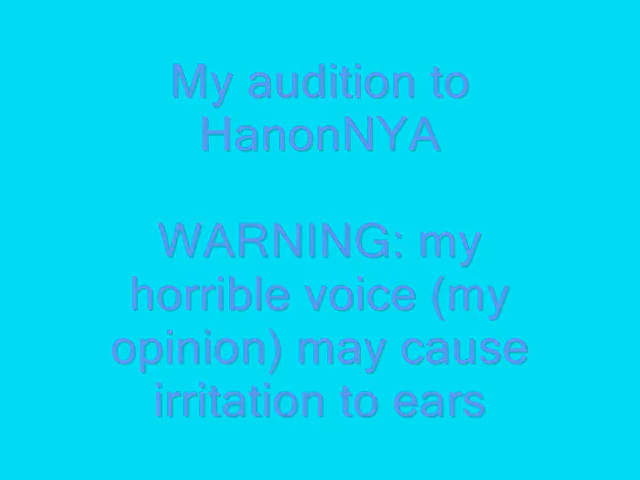 My audition to
HanonNYA
WARNING: my
horrible voice (my
opinion) may cause
irritation to ears